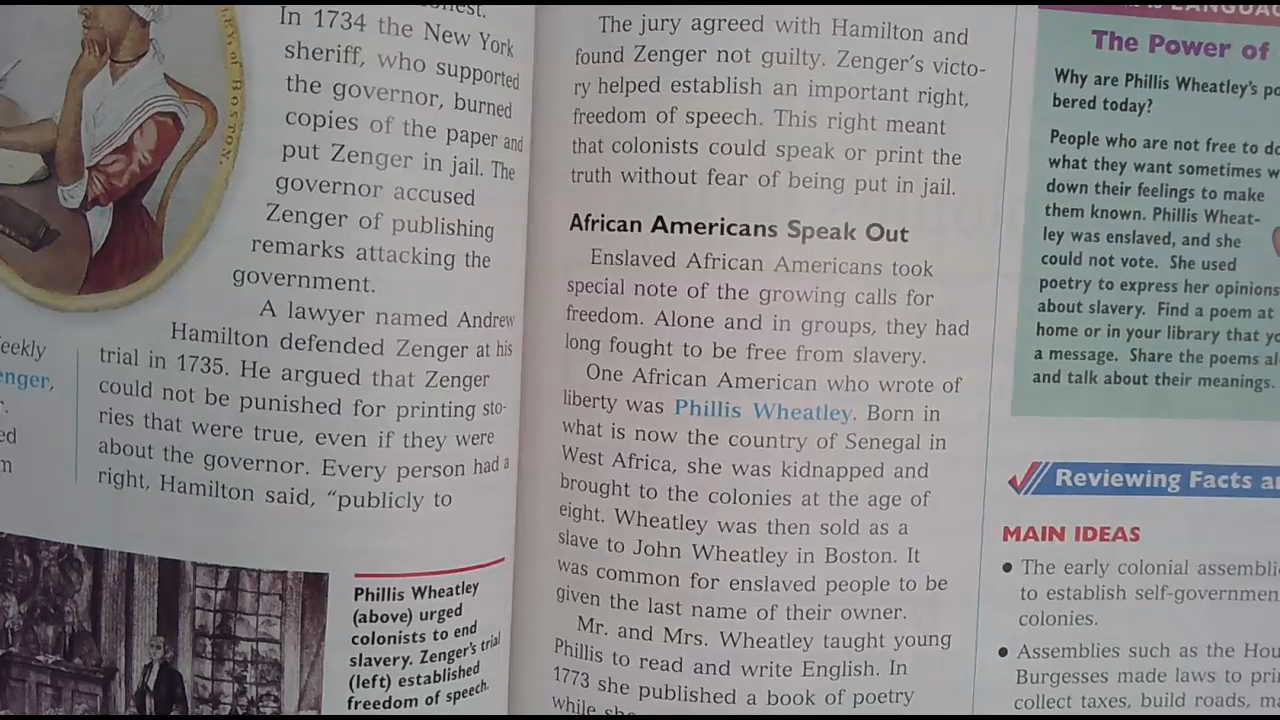 LEY, of BOSTON.
In 1734 the New York
sheriff, who supported
the governor, burned
copies of the paper and
put Zenger in jail. The
governor accused
Zenger of publishing
remarks attacking the
government.
A lawyer named Andrew
Hamilton defended Zenger at his
trial in 1735. He argued that Zenger
could not be punished for printing sto-
ries that were true, even if they were
about the governor. Every person had a
right, Hamilton said, “publicly to
eekly
enger,
r.
ed
m
Phillis Wheatley
(above) urged
colonists to end
slavery. Zenger's trial
(left) established
freedom of speech.
The jury agreed with Hamilton and
found Zenger not guilty. Zenger's victo-
ry helped establish an important right,
freedom of speech. This right meant
that colonists could speak or print the
truth without fear of being put in jail.
African Americans Speak Out
Enslaved African Americans took
special note of the growing calls for
freedom. Alone and in groups, they had
long fought to be free from slavery.
One African American who wrote of
liberty was Phillis Wheatley. Born in
what is now the country of Senegal in
West Africa, she was kidnapped and
brought to the colonies at the age of
eight. Wheatley was then sold as a
slave to John Wheatley in Boston. It
was common for enslaved people to be
given the last name of their owner.
Mr. and Mrs. Wheatley taught young
Phillis to read and write English. In
1773 she published a book of poetry
while she
The Power of
Why are Phillis Wheatley's po
bered today?
People who are not free to do
what they want sometimes w
down their feelings to make
them known. Phillis Wheat-
ley was enslaved, and she
could not vote. She used
poetry to express her opinions
about slavery. Find a poem at
home or in your library that yo
a message. Share the poems al
and talk about their meanings.
Reviewing Facts a
MAIN IDEAS
• The early colonial assembli
to establish self-governmen
colonies.
• Assemblies such as the Hou
Burgesses made laws to pri
collect taxes, build roads, m